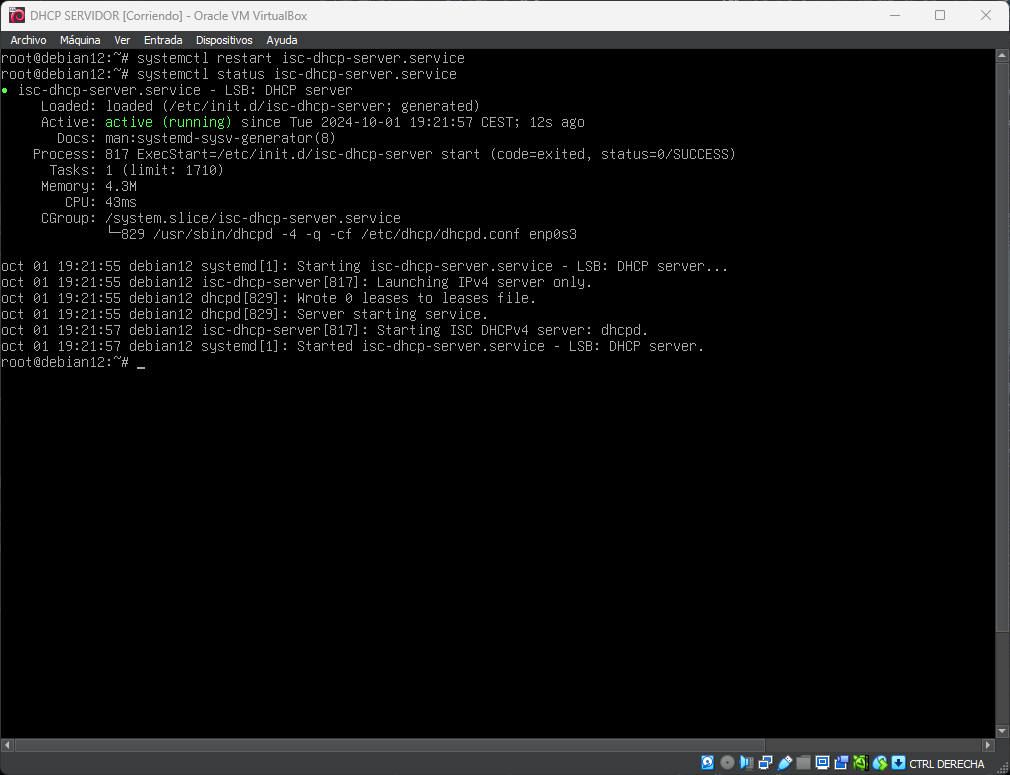 DHCP SERVIDOR [Corriendo] - Oracle VM VirtualBox
Archivo Máquina Ver Entrada Dispositivos Ayuda
root@debian12:~# systemctl restart isc-dhcp-server.service
root@debian12:~# systemctl status isc-dhcp-server.service
● isc-dhcp-server.service - LSB: DHCP server
Loaded: loaded (/etc/init.d/isc-dhcp-server; generated)
Active: active (running) since Tue 2024-10-01 19:21:57 CEST; 12s ago
Docs: man:systemd-sysv-generator(8)
Process: 817 ExecStart=/etc/init.d/isc-dhcp-server start (code=exited, status=0/SUCCESS)
Tasks: 1 (limit: 1710)
Memory: 4.3M
CPU: 43ms
CGroup: /system.slice/isc-dhcp-server.service
└─829 /usr/sbin/dhcpd -4 -q -cf /etc/dhcp/dhcpd.conf enp0s3
oct 01 19:21:55 debian12 systemd[1]: Starting isc-dhcp-server.service - LSB: DHCP server...
oct 01 19:21:55 debian12 isc-dhcp-server[817]: Launching IPv4 server only.
oct 01 19:21:55 debian12 dhcpd[829]: Wrote 0 leases to leases file.
oct 01 19:21:55 debian12 dhcpd[829]: Server starting service.
oct 01 19:21:57 debian12 isc-dhcp-server[817]: Starting ISC DHCPv4 server: dhcpd.
oct 01 19:21:57 debian12 systemd[1]: Started isc-dhcp-server.service - LSB: DHCP server.
root@debian12:~# _
CTRL DERECHA